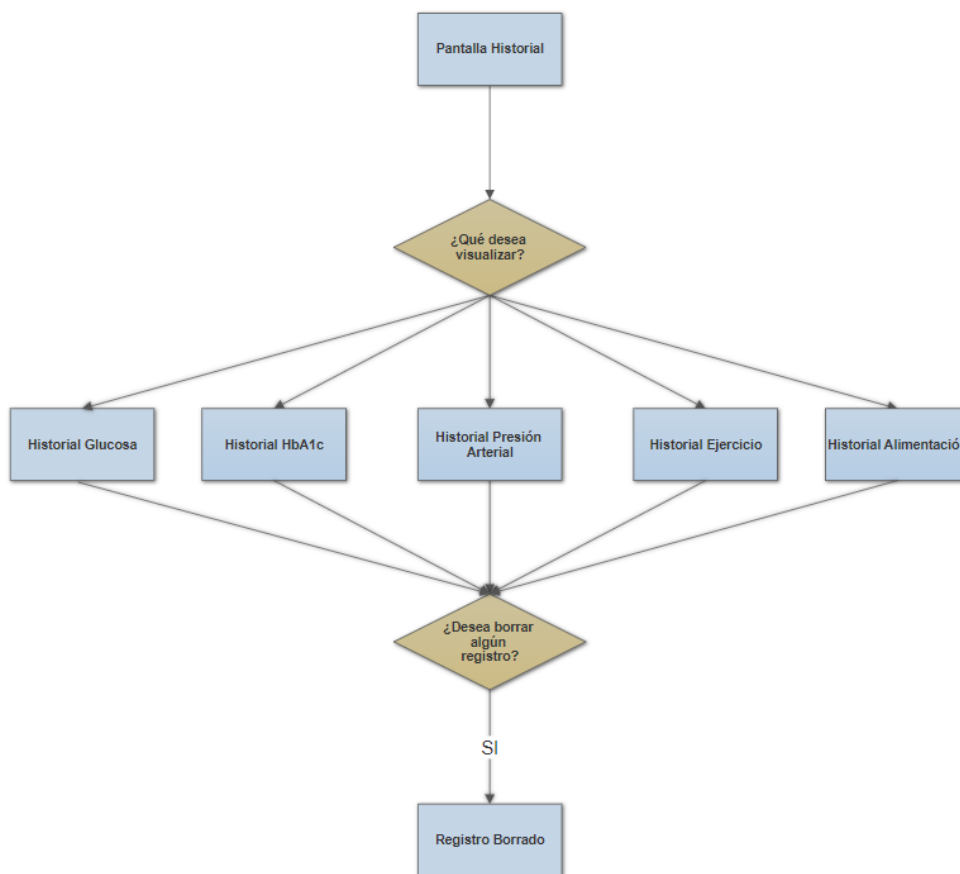 Pantalla Historial
¿Qué desea
visualizar?
Historial Glucosa
Historial HbA1c
Historial Presión
Arterial
Historial Ejercicio
Historial Alimentació
¿Desea borrar
algún
registro?
SI
Registro Borrado